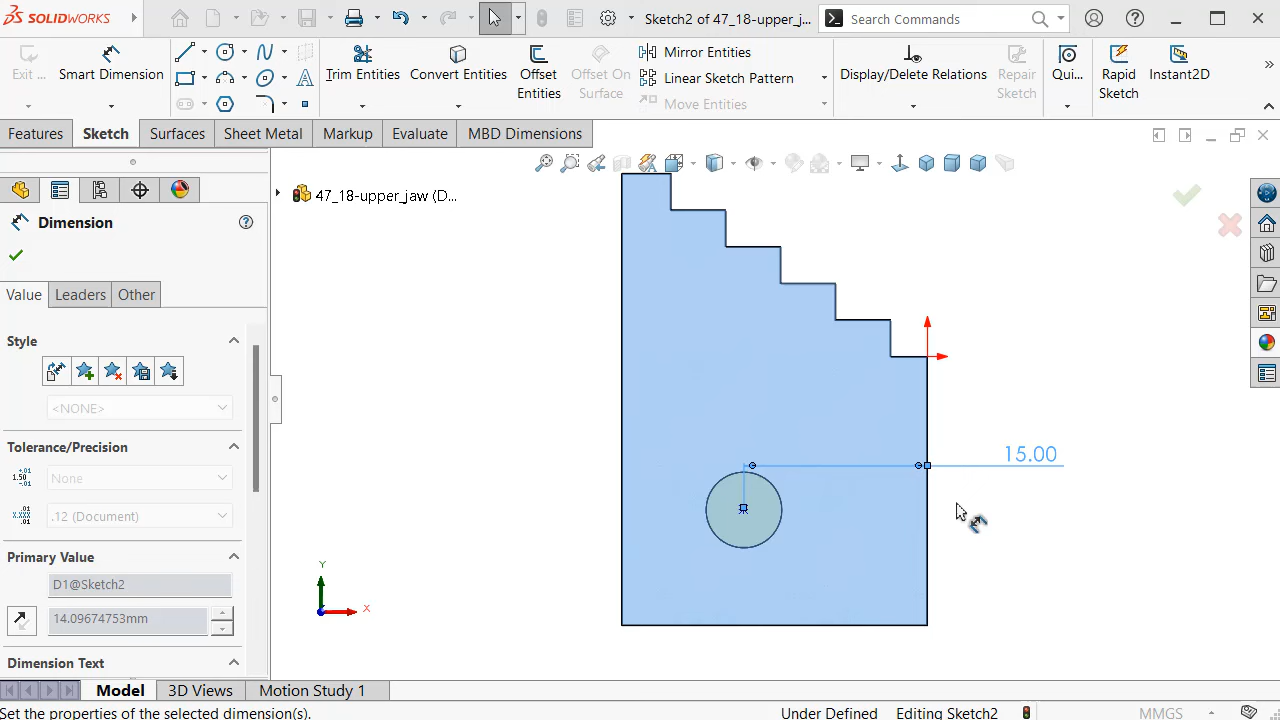 SOLIDWORKS
Sketch2 of 47_18-upper_j...
Search Commands
Exit ...
Smart Dimension
Trim Entities
Convert Entities
Offset Entities
Offset On Surface
Mirror Entities
Linear Sketch Pattern
Move Entities
Display/Delete Relations
Repair Sketch
Qui...
Rapid Sketch
Instant2D
Features
Sketch
Surfaces
Sheet Metal
Markup
Evaluate
MBD Dimensions
47_18-upper_jaw (D...
Dimension
Value
Leaders
Other
Style
<NONE>
Tolerance/Precision
1.50
None
.12 (Document)
Primary Value
D1@Sketch2
14.09674753mm
Dimension Text
15.00
Y
X
Model
3D Views
Motion Study 1
Set the properties of the selected dimension(s).
Under Defined
Editing Sketch2
MMGS